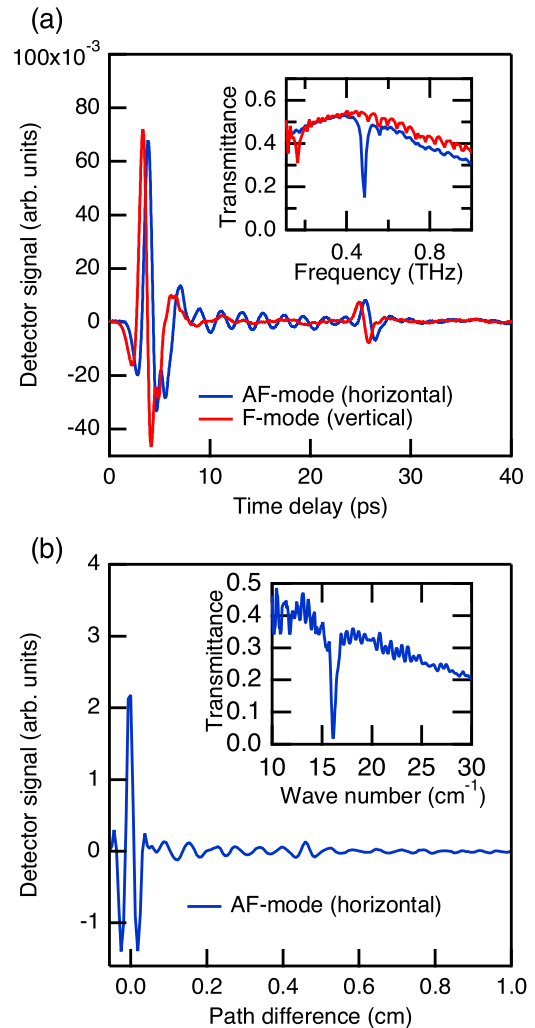 (a)
100x10-3
80
60
40
20
0
-20
-40
Detector signal (arb. units)
0 10 20 30 40
Time delay (ps)
AF-mode (horizontal)
F-mode (vertical)
0.6
0.4
0.2
0.0
Transmittance
0.4 0.8
Frequency (THz)
(b)
4
3
2
1
0
-1
Detector signal (arb. units)
0.0 0.2 0.4 0.6 0.8 1.0
Path difference (cm)
AF-mode (horizontal)
0.5
0.4
0.3
0.2
0.1
0.0
Transmittance
10 15 20 25 30
Wave number (cm-1)